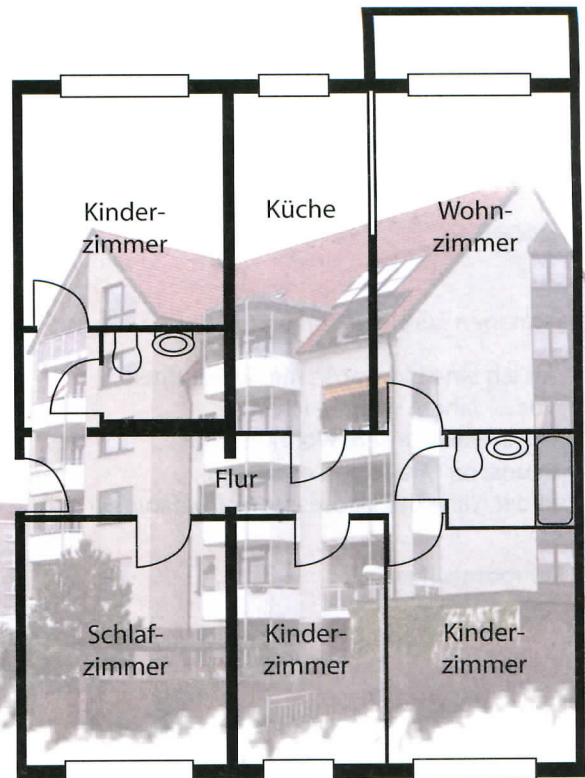 Kinder-
zimmer
Küche
Wohn-
zimmer
Flur
Schlaf-
zimmer
Kinder-
zimmer
Kinder-
zimmer